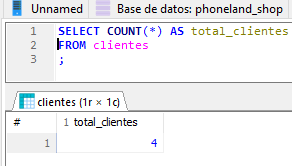 Unnamed Base de datos: phoneland_shop
1 SELECT COUNT(*) AS total_clientes
2 FROM clientes
3 ;
clientes (1r × 1c)
# 1 total_clientes
1 4